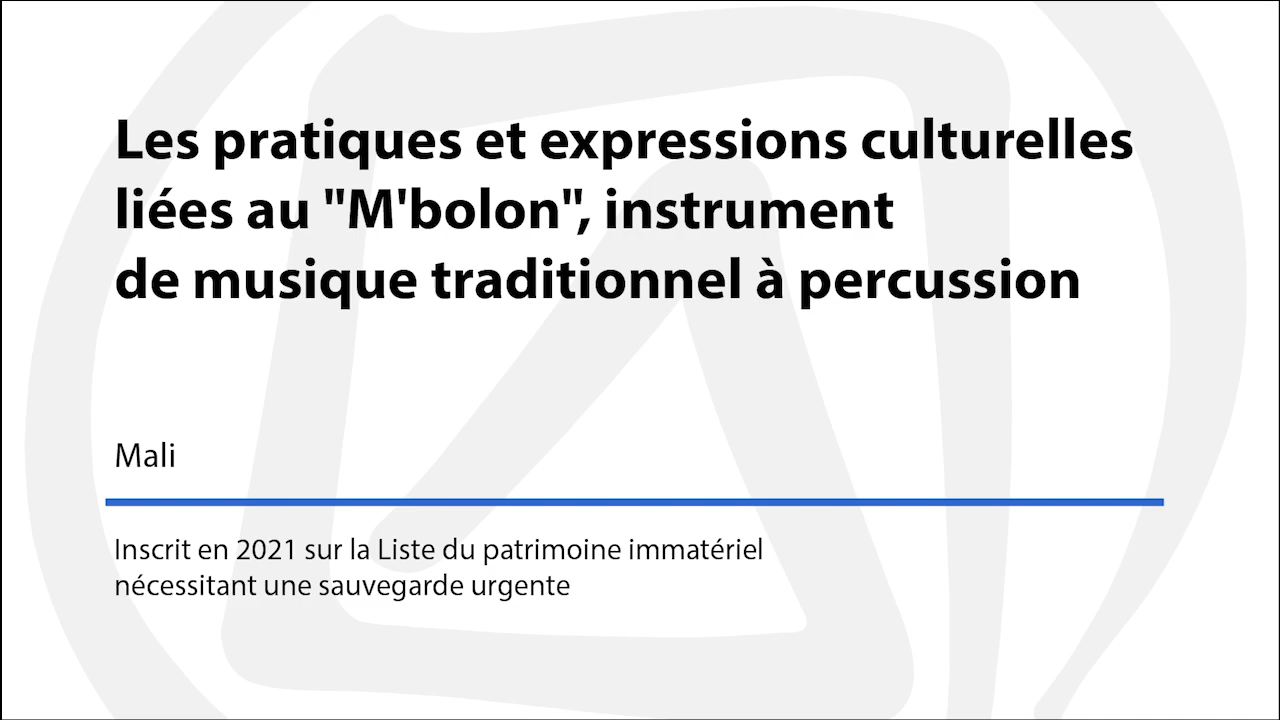 Les pratiques et expressions culturelles
liées au "M'bolon", instrument
de musique traditionnel à percussion
Mali
Inscrit en 2021 sur la Liste du patrimoine immatériel
nécessitant une sauvegarde urgente